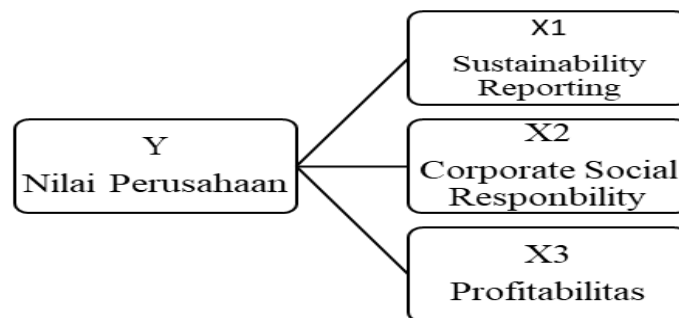 X1
Sustainability
Reporting
Y
Nilai Perusahaan
X2
Corporate Social
Responbility
X3
Profitabilitas